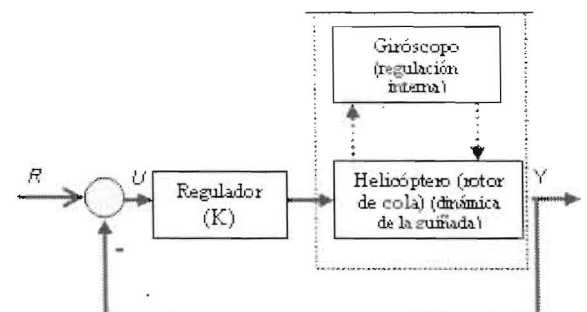 Giróscopo
(regulación
interna)
R
U
Regulador
(K)
Helicóptero (rotor
de cola) (dinámica
de la guiñada)
Y
-